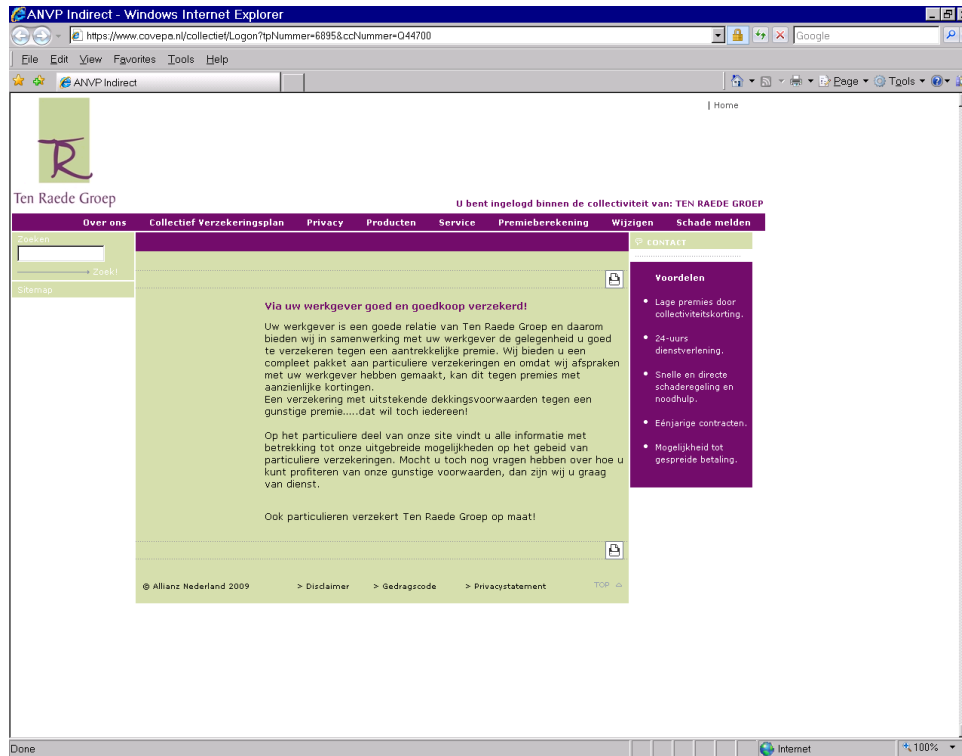 ANVP Indirect - Windows Internet Explorer
https://www.covepa.nl/collectief/Logon?tpNummer=6895&ccNummer=Q44700
Google
File Edit View Favorites Tools Help
ANVP Indirect
Page Tools
| Home
TR
Ten Raede Groep
U bent ingelogd binnen de collectiviteit van: TEN RAEDE GROEP
Over ons Collectief Verzekeringsplan Privacy Producten Service Premieberekening Wijzigen Schade melden
Zoeken
Zoek!
Sitemap
CONTACT
Via uw werkgever goed en goedkoop verzekerd!
Uw werkgever is een goede relatie van Ten Raede Groep en daarom
bieden wij in samenwerking met uw werkgever de gelegenheid u goed
te verzekeren tegen een aantrekkelijke premie. Wij bieden u een
compleet pakket aan particuliere verzekeringen en omdat wij afspraken
met uw werkgever hebben gemaakt, kan dit tegen premies met
aanzienlijke kortingen.
Een verzekering met uitstekende dekkingsvoorwaarden tegen een
gunstige premie.....dat wil toch iedereen!
Op het particuliere deel van onze site vindt u alle informatie met
betrekking tot onze uitgebreide mogelijkheden op het gebeid van
particuliere verzekeringen. Mocht u toch nog vragen hebben over hoe u
kunt profiteren van onze gunstige voorwaarden, dan zijn wij u graag
van dienst.
Ook particulieren verzekert Ten Raede Groep op maat!
Voordelen
Lage premies door
collectiviteitskorting.
24-uurs
dienstverlening.
Snelle en directe
schaderegeling en
noodhulp.
Eénjarige contracten.
Mogelijkheid tot
gespreide betaling.
© Allianz Nederland 2009 > Disclaimer > Gedragscode > Privacystatement TOP
Done
Internet
100%